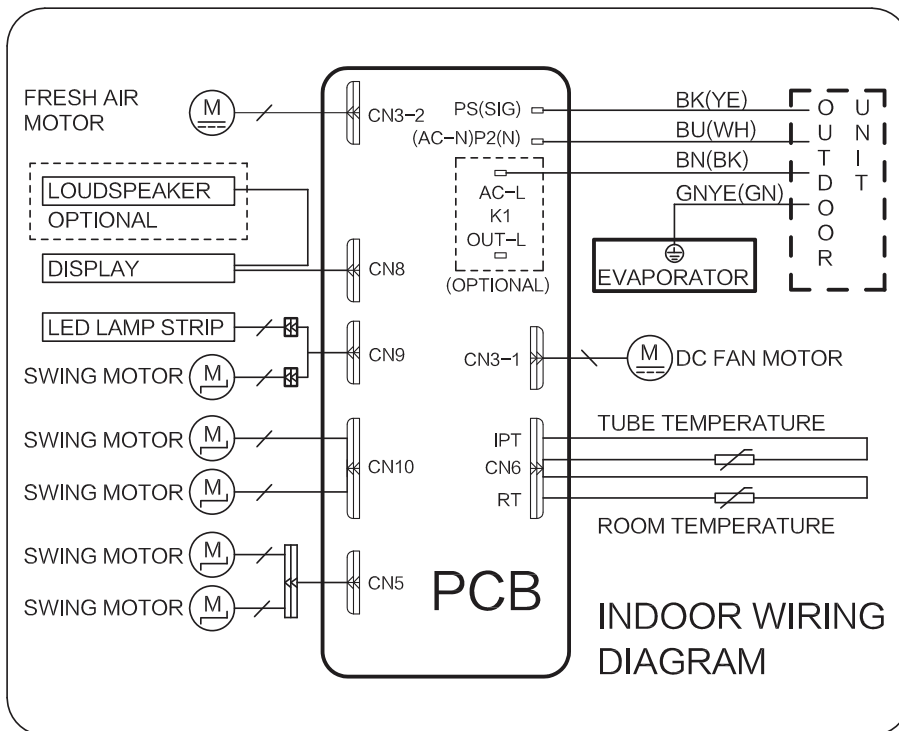 FRESH AIR
MOTOR
M
CN3-2
LOUDSPEAKER
OPTIONAL
DISPLAY
CN8
LED LAMP STRIP
CN9
SWING MOTOR M
SWING MOTOR M
CN10
SWING MOTOR M
SWING MOTOR M
CN5
SWING MOTOR M
PS(SIG)
(AC-N)P2(N)
AC-L
K1
OUT-L
(OPTIONAL)
CN3-1
IPT
CN6
RT
PCB
BK(YE)
BU(WH)
BN(BK)
GNYE(GN)
OUTDOOR
UNIT
EVAPORATOR
M DC FAN MOTOR
TUBE TEMPERATURE
ROOM TEMPERATURE
INDOOR WIRING
DIAGRAM